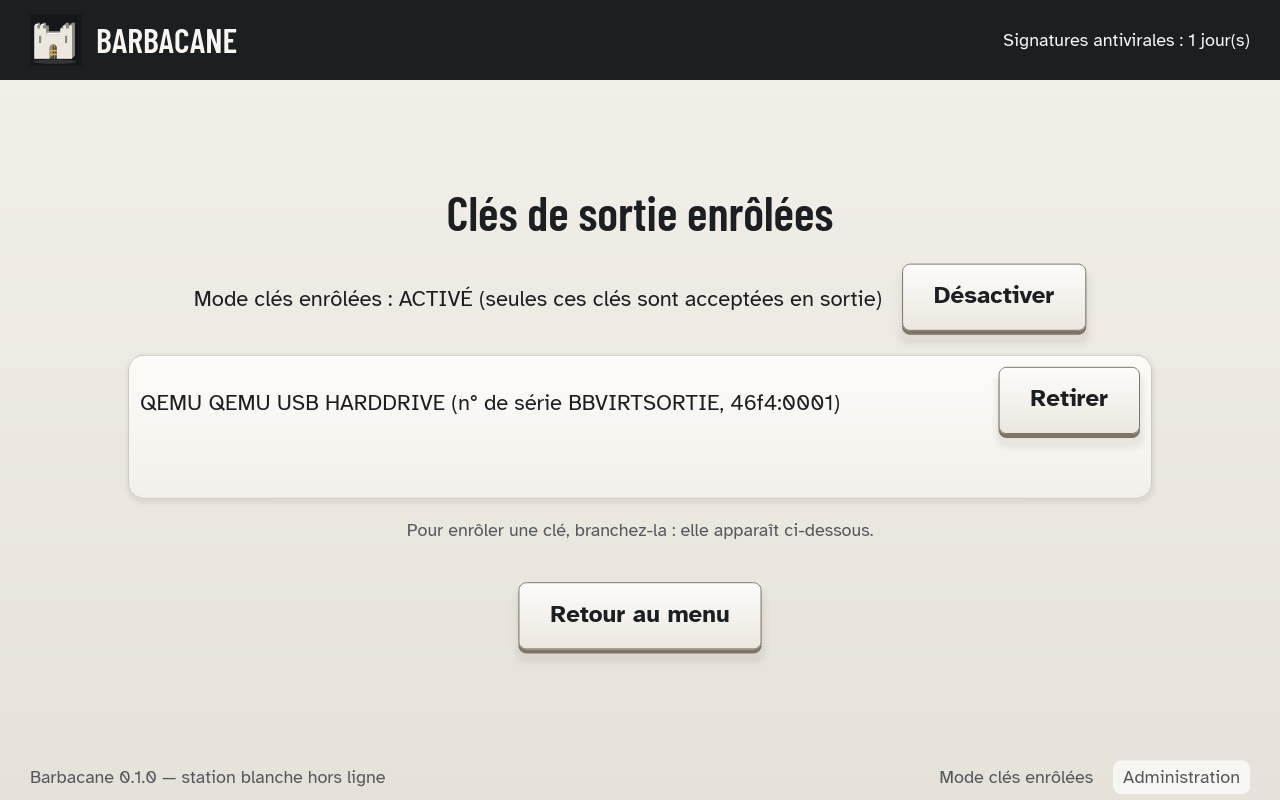 BARBACANE
Signatures antivirales : 1 jour(s)
Clés de sortie enrôlées
Mode clés enrôlées : ACTIVÉ (seules ces clés sont acceptées en sortie)
Désactiver
QEMU QEMU USB HARDDRIVE (n° de série BBVIRTSORTIE, 46f4:0001)
Retirer
Pour enrôler une clé, branchez-la : elle apparaît ci-dessous.
Retour au menu
Barbacane 0.1.0 — station blanche hors ligne
Mode clés enrôlées
Administration